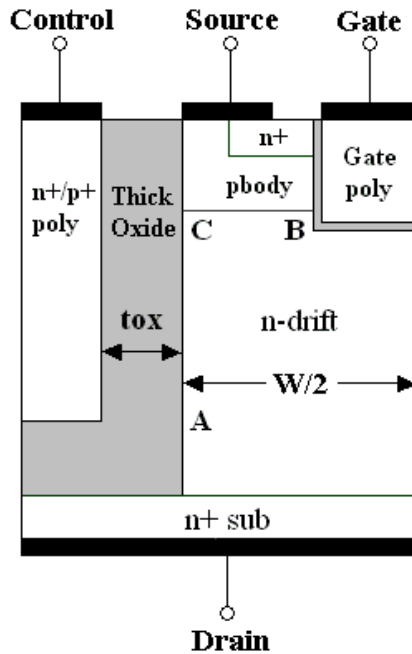 Control Source Gate
n+
n+/p+
poly
Thick
Oxide
pbody
Gate
poly
C
B
n-drift
tox
W/2
A
n+ sub
Drain